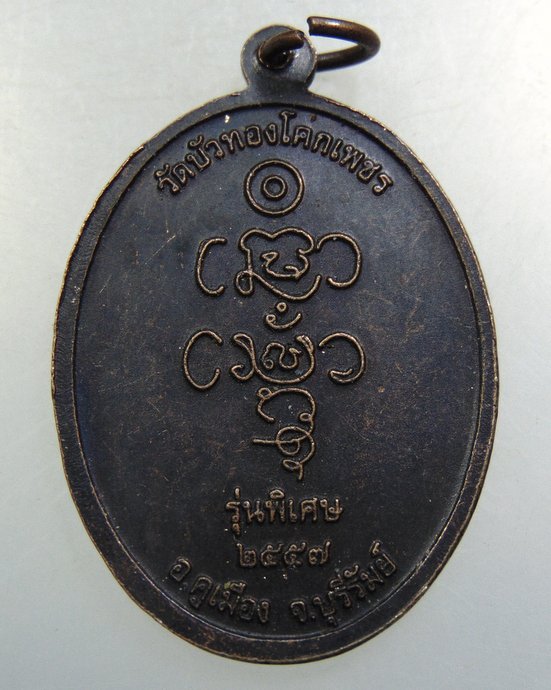 วัดบัวทองโคกเพชร
รุ่นพิเศษ
๒๕๕๗
อ.คูเมือง จ.บุรีรัมย์